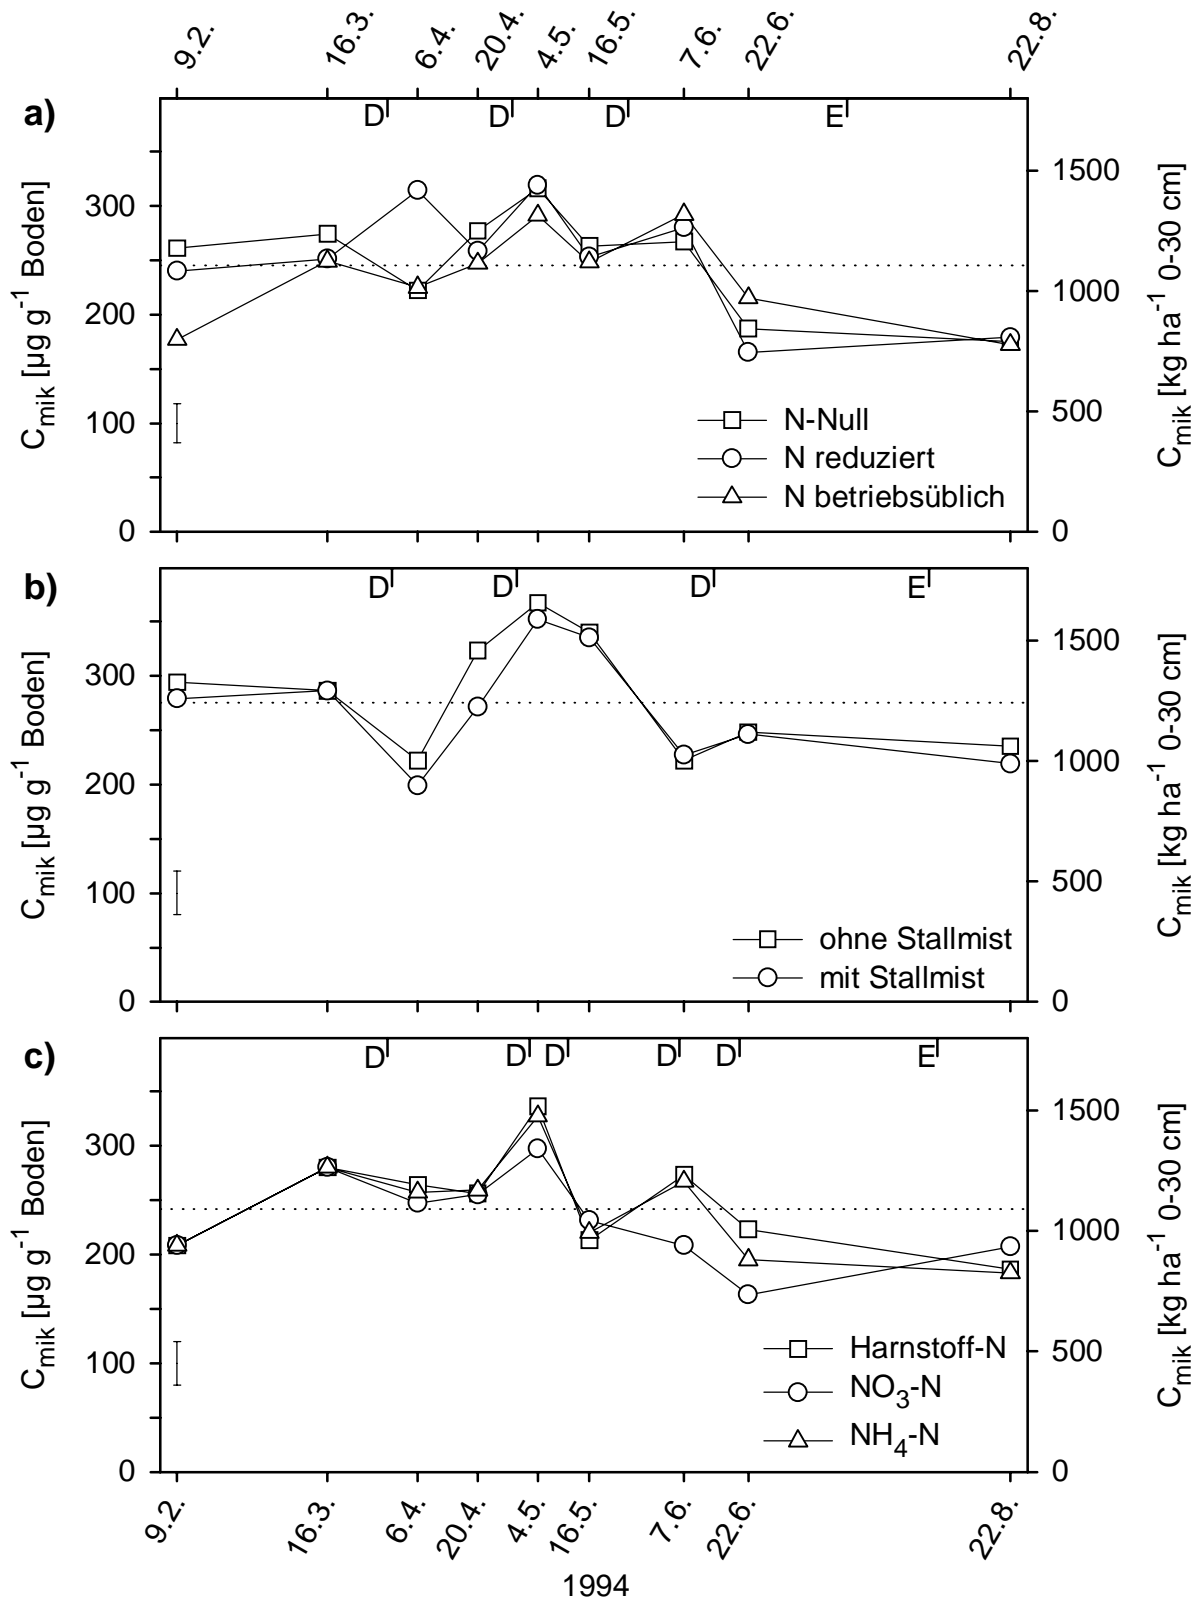 9.2. 16.3. 6.4. 20.4. 4.5. 16.5. 7.6. 22.6. 22.8.
a)
D D D E
C_mik [µg g⁻¹ Boden]
300
200
100
0
1500
1000
500
0
C_mik [kg ha⁻¹ 0-30 cm]
N-Null
N reduziert
N betriebsüblich
b)
D D D E
C_mik [µg g⁻¹ Boden]
300
200
100
0
1500
1000
500
0
C_mik [kg ha⁻¹ 0-30 cm]
ohne Stallmist
mit Stallmist
c)
D D D D D E
C_mik [µg g⁻¹ Boden]
300
200
100
0
1500
1000
500
0
C_mik [kg ha⁻¹ 0-30 cm]
Harnstoff-N
NO₃-N
NH₄-N
9.2. 16.3. 6.4. 20.4. 4.5. 16.5. 7.6. 22.6. 22.8.
1994